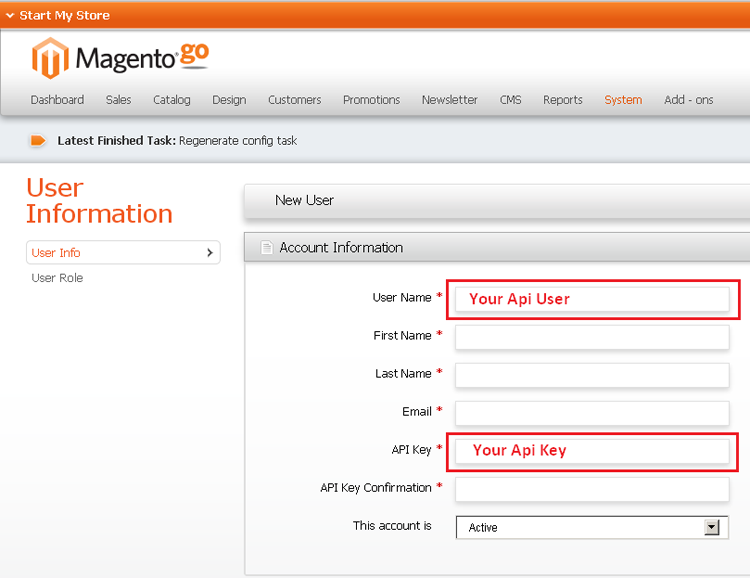 Start My Store
Magento® go
Dashboard Sales Catalog Design Customers Promotions Newsletter CMS Reports System Add - ons
Latest Finished Task: Regenerate config task
User
Information
New User
User Info
User Role
Account Information
User Name * Your Api User
First Name *
Last Name *
Email *
API Key * Your Api Key
API Key Confirmation *
This account is Active